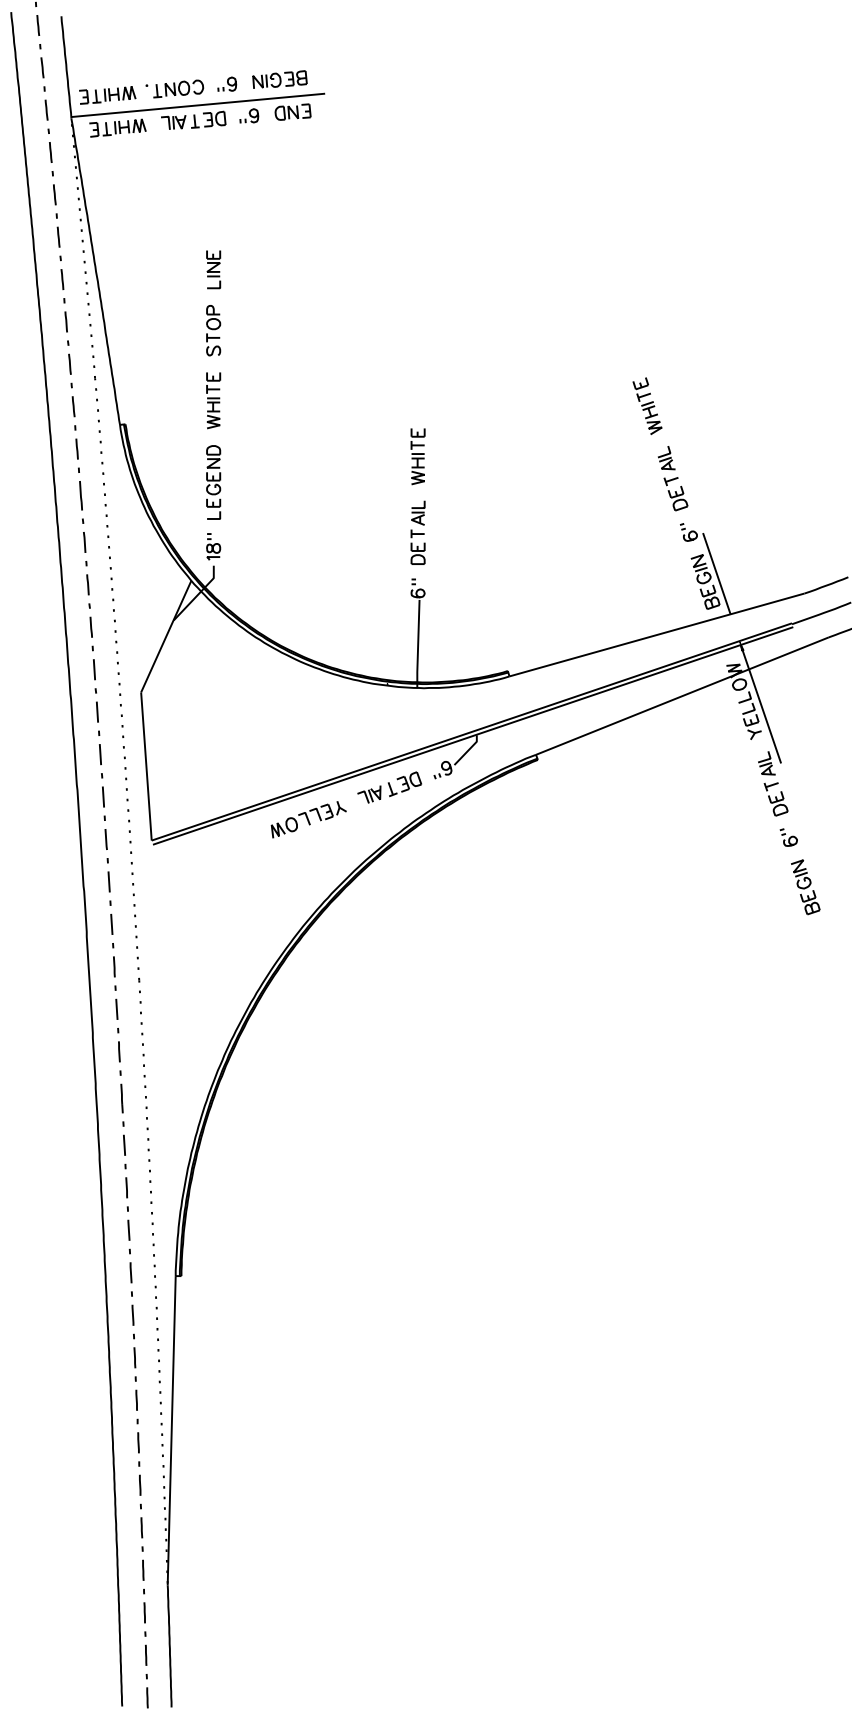 BEGIN 6" CONT. WHITE
END 6" DETAIL WHITE
18" LEGEND WHITE STOP LINE
6" DETAIL WHITE
BEGIN 6" DETAIL WHITE
6" DETAIL YELLOW
BEGIN 6" DETAIL YELLOW